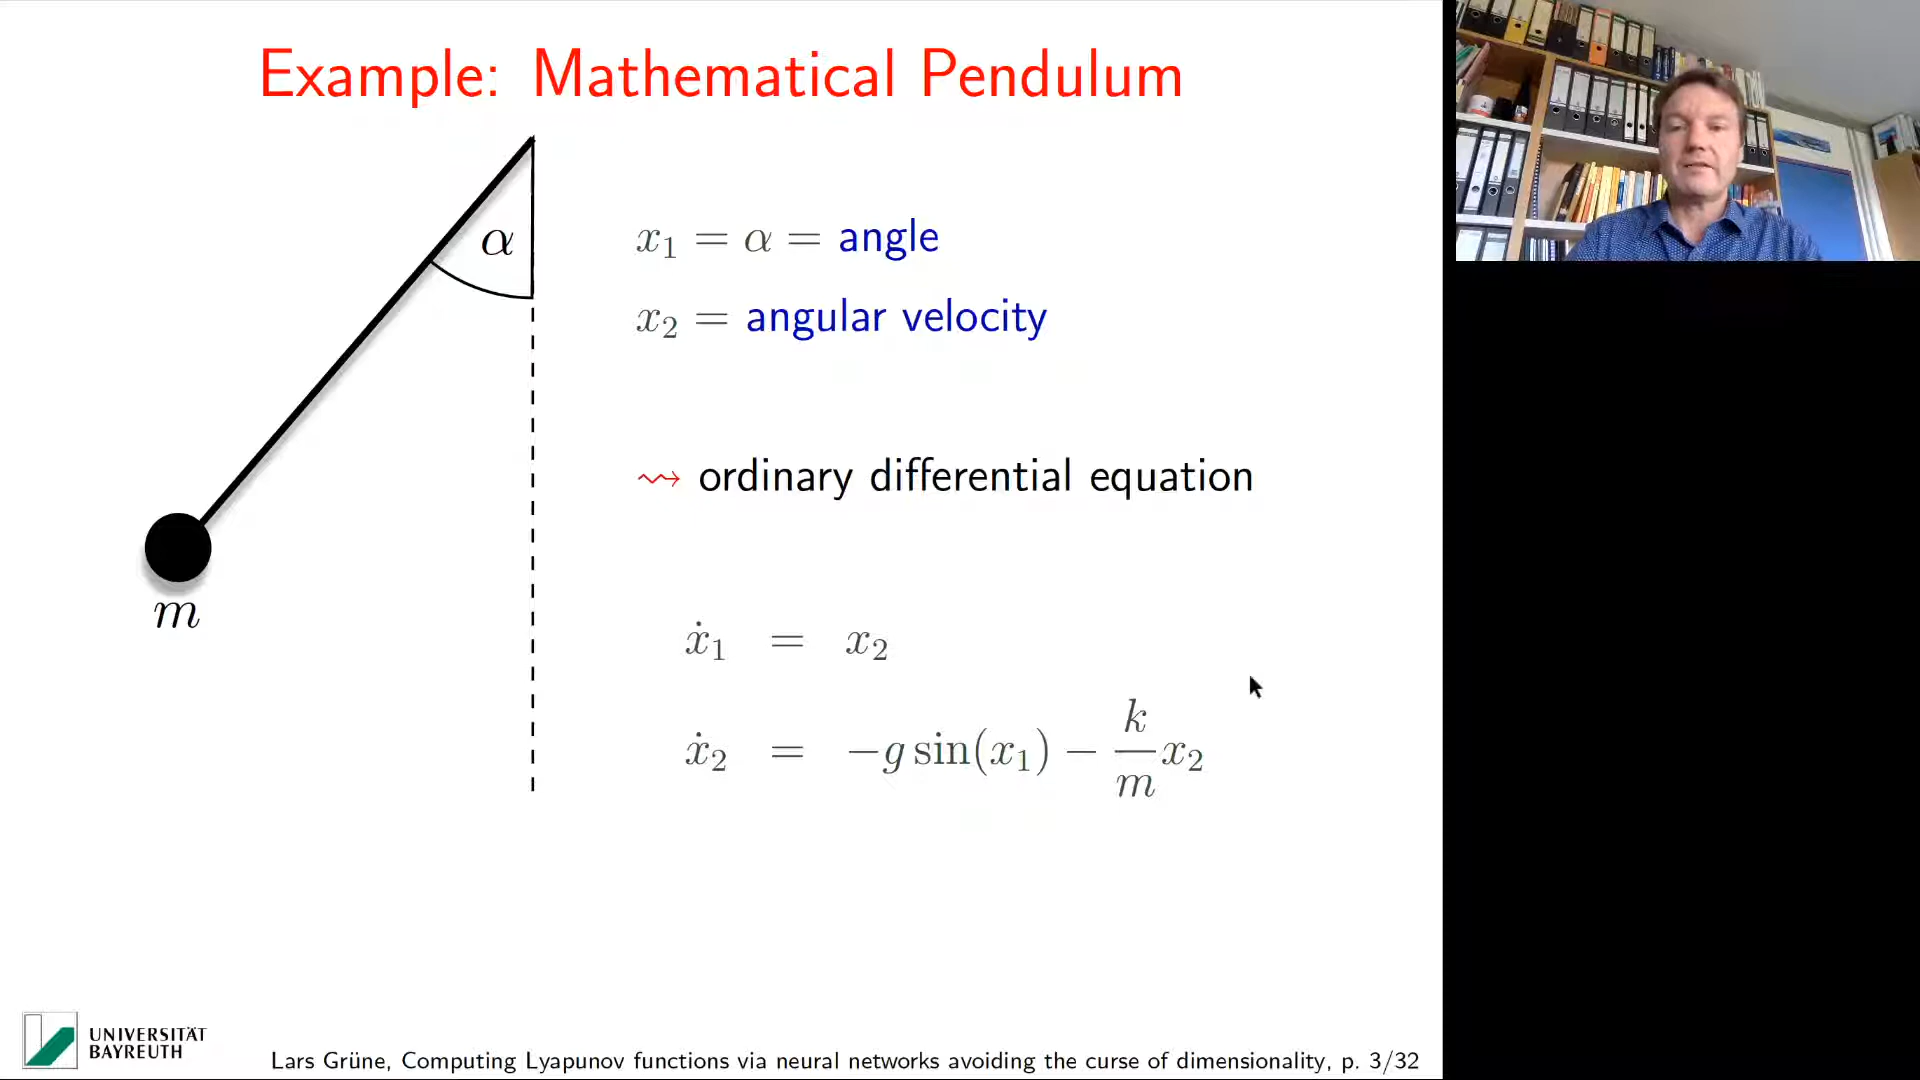 Example: Mathematical Pendulum
α
x₁ = α = angle
x₂ = angular velocity
⇝ ordinary differential equation
m
ẋ₁ = x₂
ẋ₂ = −g sin(x₁) − k/m x₂
UNIVERSITÄT
BAYREUTH
Lars Grüne, Computing Lyapunov functions via neural networks avoiding the curse of dimensionality, p. 3/32